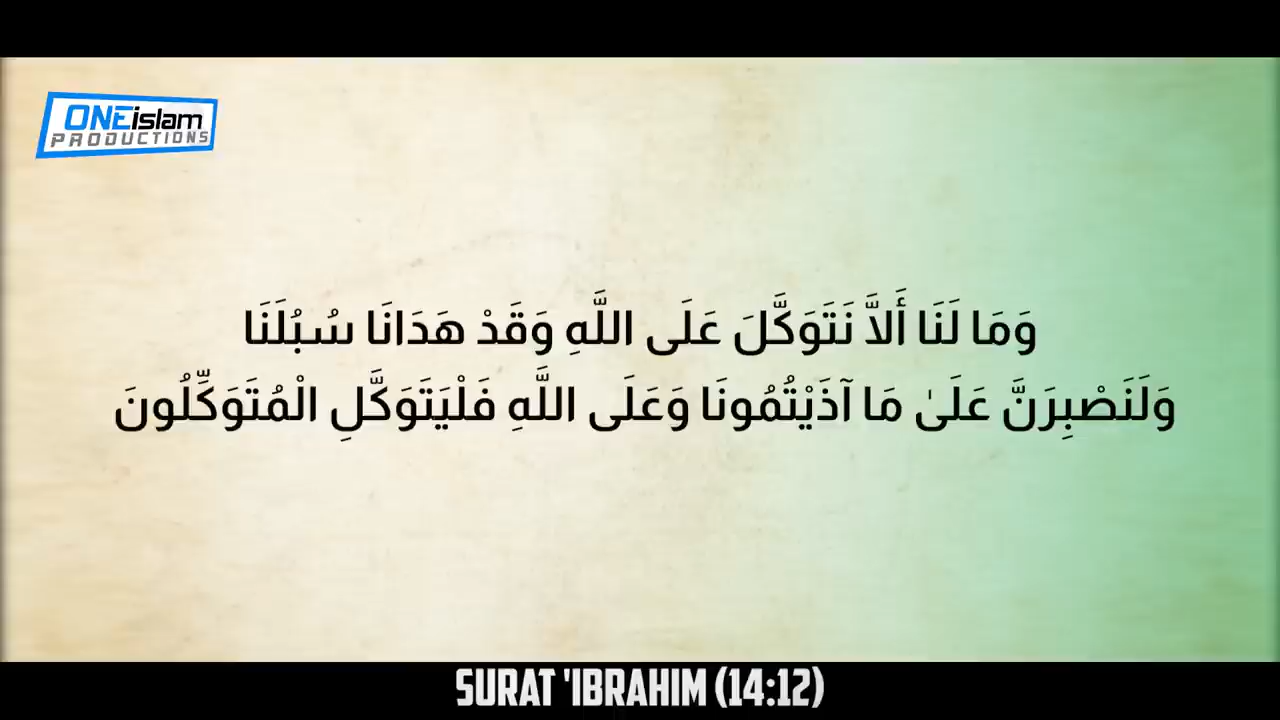 ONEislam
PRODUCTIONS
وَمَا لَنَا أَلاَّ نَتَوَكَّلَ عَلَى اللَّهِ وَقَدْ هَدَانَا سُبُلَنَا
وَلَنَصْبِرَنَّ عَلَىٰ مَا آذَيْتُمُونَا وَعَلَى اللَّهِ فَلْيَتَوَكَّلِ الْمُتَوَكِّلُونَ
SURAT 'IBRAHIM (14:12)